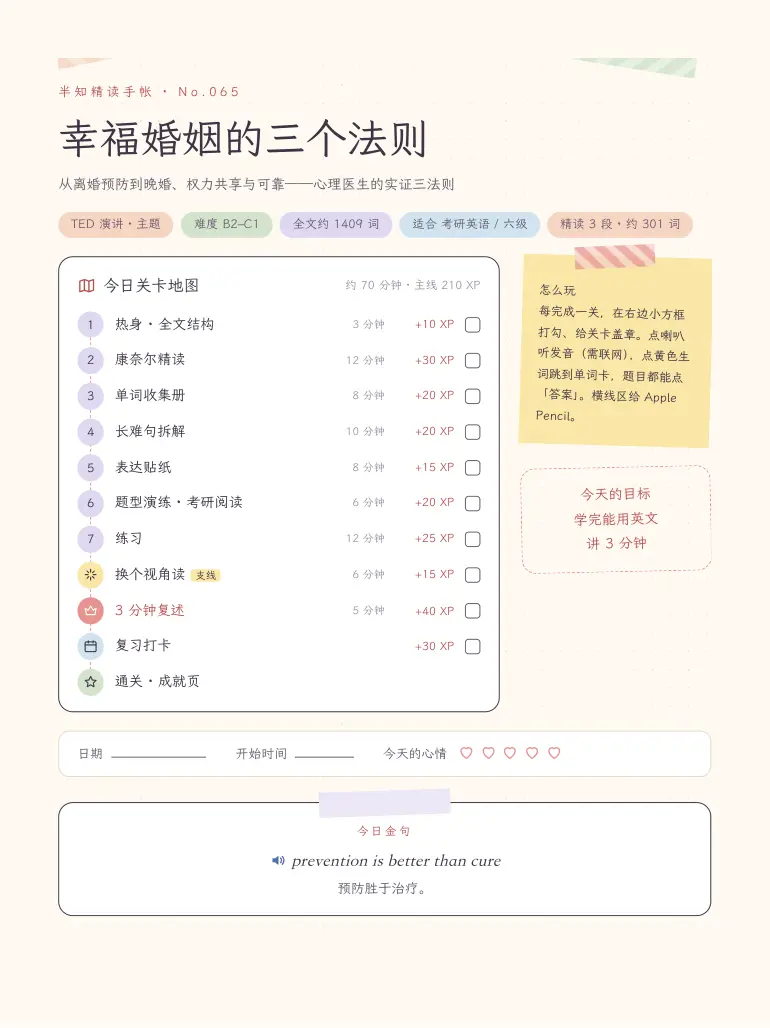 半知精读手帐 · No.065
幸福婚姻的三个法则
从离婚预防到晚婚、权力共享与可靠——心理医生的实证三法则
TED 演讲·主题 难度 B2–C1 全文约 1409 词 适合 考研英语 / 六级 精读 3 段·约 301 词
今日关卡地图 约 70 分钟·主线 210 XP
1 热身·全文结构 3 分钟 +10 XP
2 康奈尔精读 12 分钟 +30 XP
3 单词收集册 8 分钟 +20 XP
4 长难句拆解 10 分钟 +20 XP
5 表达贴纸 8 分钟 +15 XP
6 题型演练·考研阅读 6 分钟 +20 XP
7 练习 12 分钟 +25 XP
换个视角读 支线 6 分钟 +15 XP
3 分钟复述 5 分钟 +40 XP
复习打卡 +30 XP
通关·成就页
怎么玩
每完成一关，在右边小方框
打勾、给关卡盖章。点喇叭
听发音（需联网），点黄色生
词跳到单词卡，题目都能点
「答案」。横线区给 Apple
Pencil。
今天的目标
学完能用英文
讲 3 分钟
日期 开始时间 今天的心情
今日金句
prevention is better than cure
预防胜于治疗。